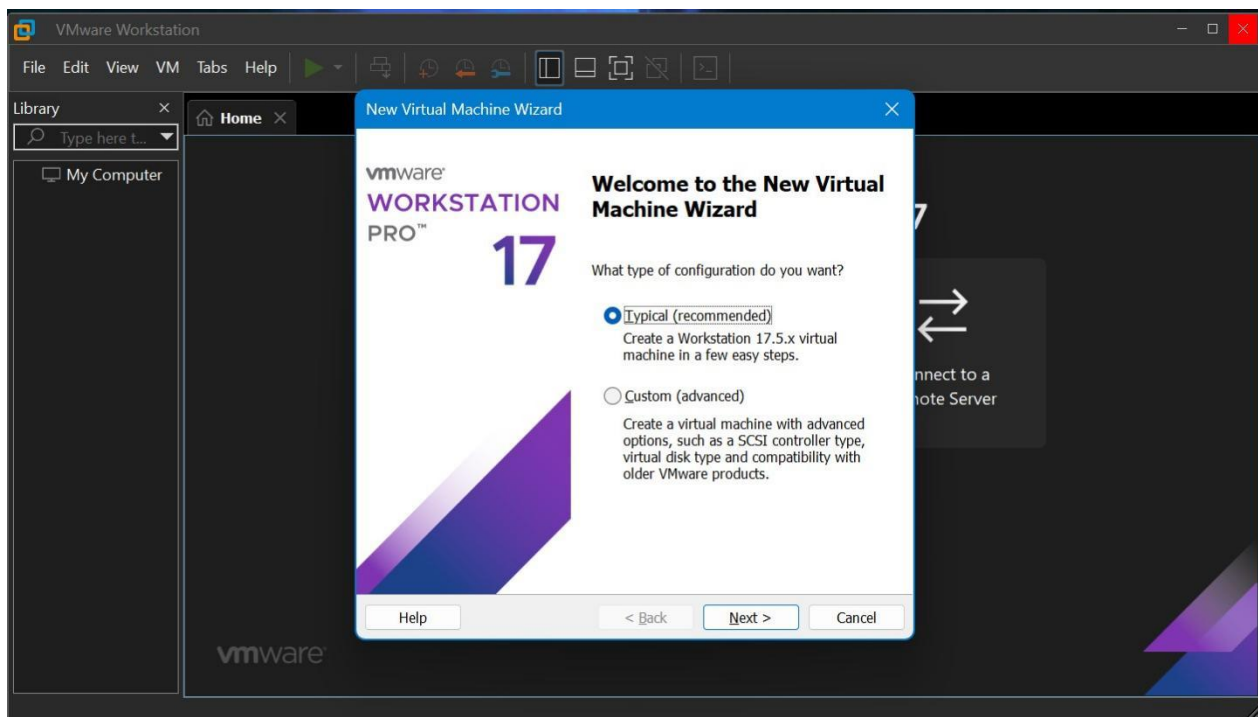 VMware Workstation
File Edit View VM Tabs Help
Library
Type here t...
My Computer
Home
New Virtual Machine Wizard
vmware
WORKSTATION
PRO™
17
Welcome to the New Virtual
Machine Wizard
What type of configuration do you want?
Typical (recommended)
Create a Workstation 17.5.x virtual
machine in a few easy steps.
Custom (advanced)
Create a virtual machine with advanced
options, such as a SCSI controller type,
virtual disk type and compatibility with
older VMware products.
Help < Back Next > Cancel
nnect to a
ote Server
vmware